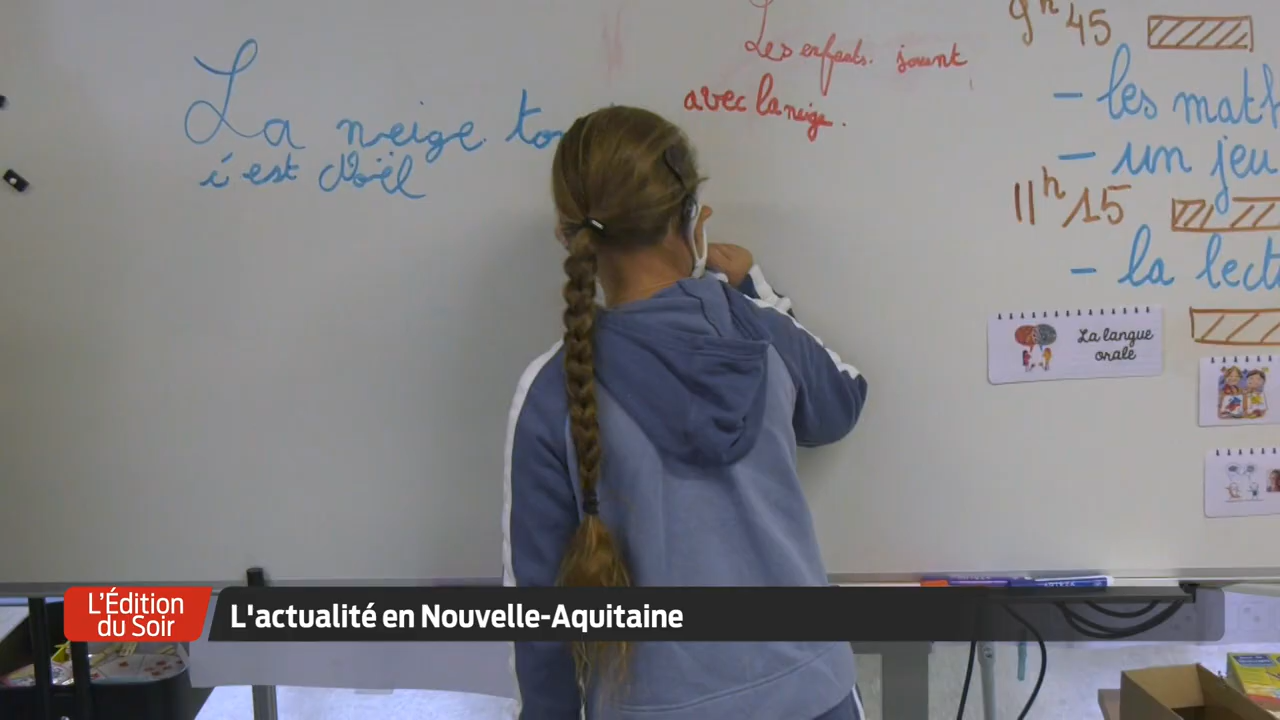 La neige
c'est Noël
Les enfants jouent
avec la neige.
9h45
- les math
- un jeu
11h15
- la lect
La langue
orale
L'Édition
du Soir
L'actualité en Nouvelle-Aquitaine